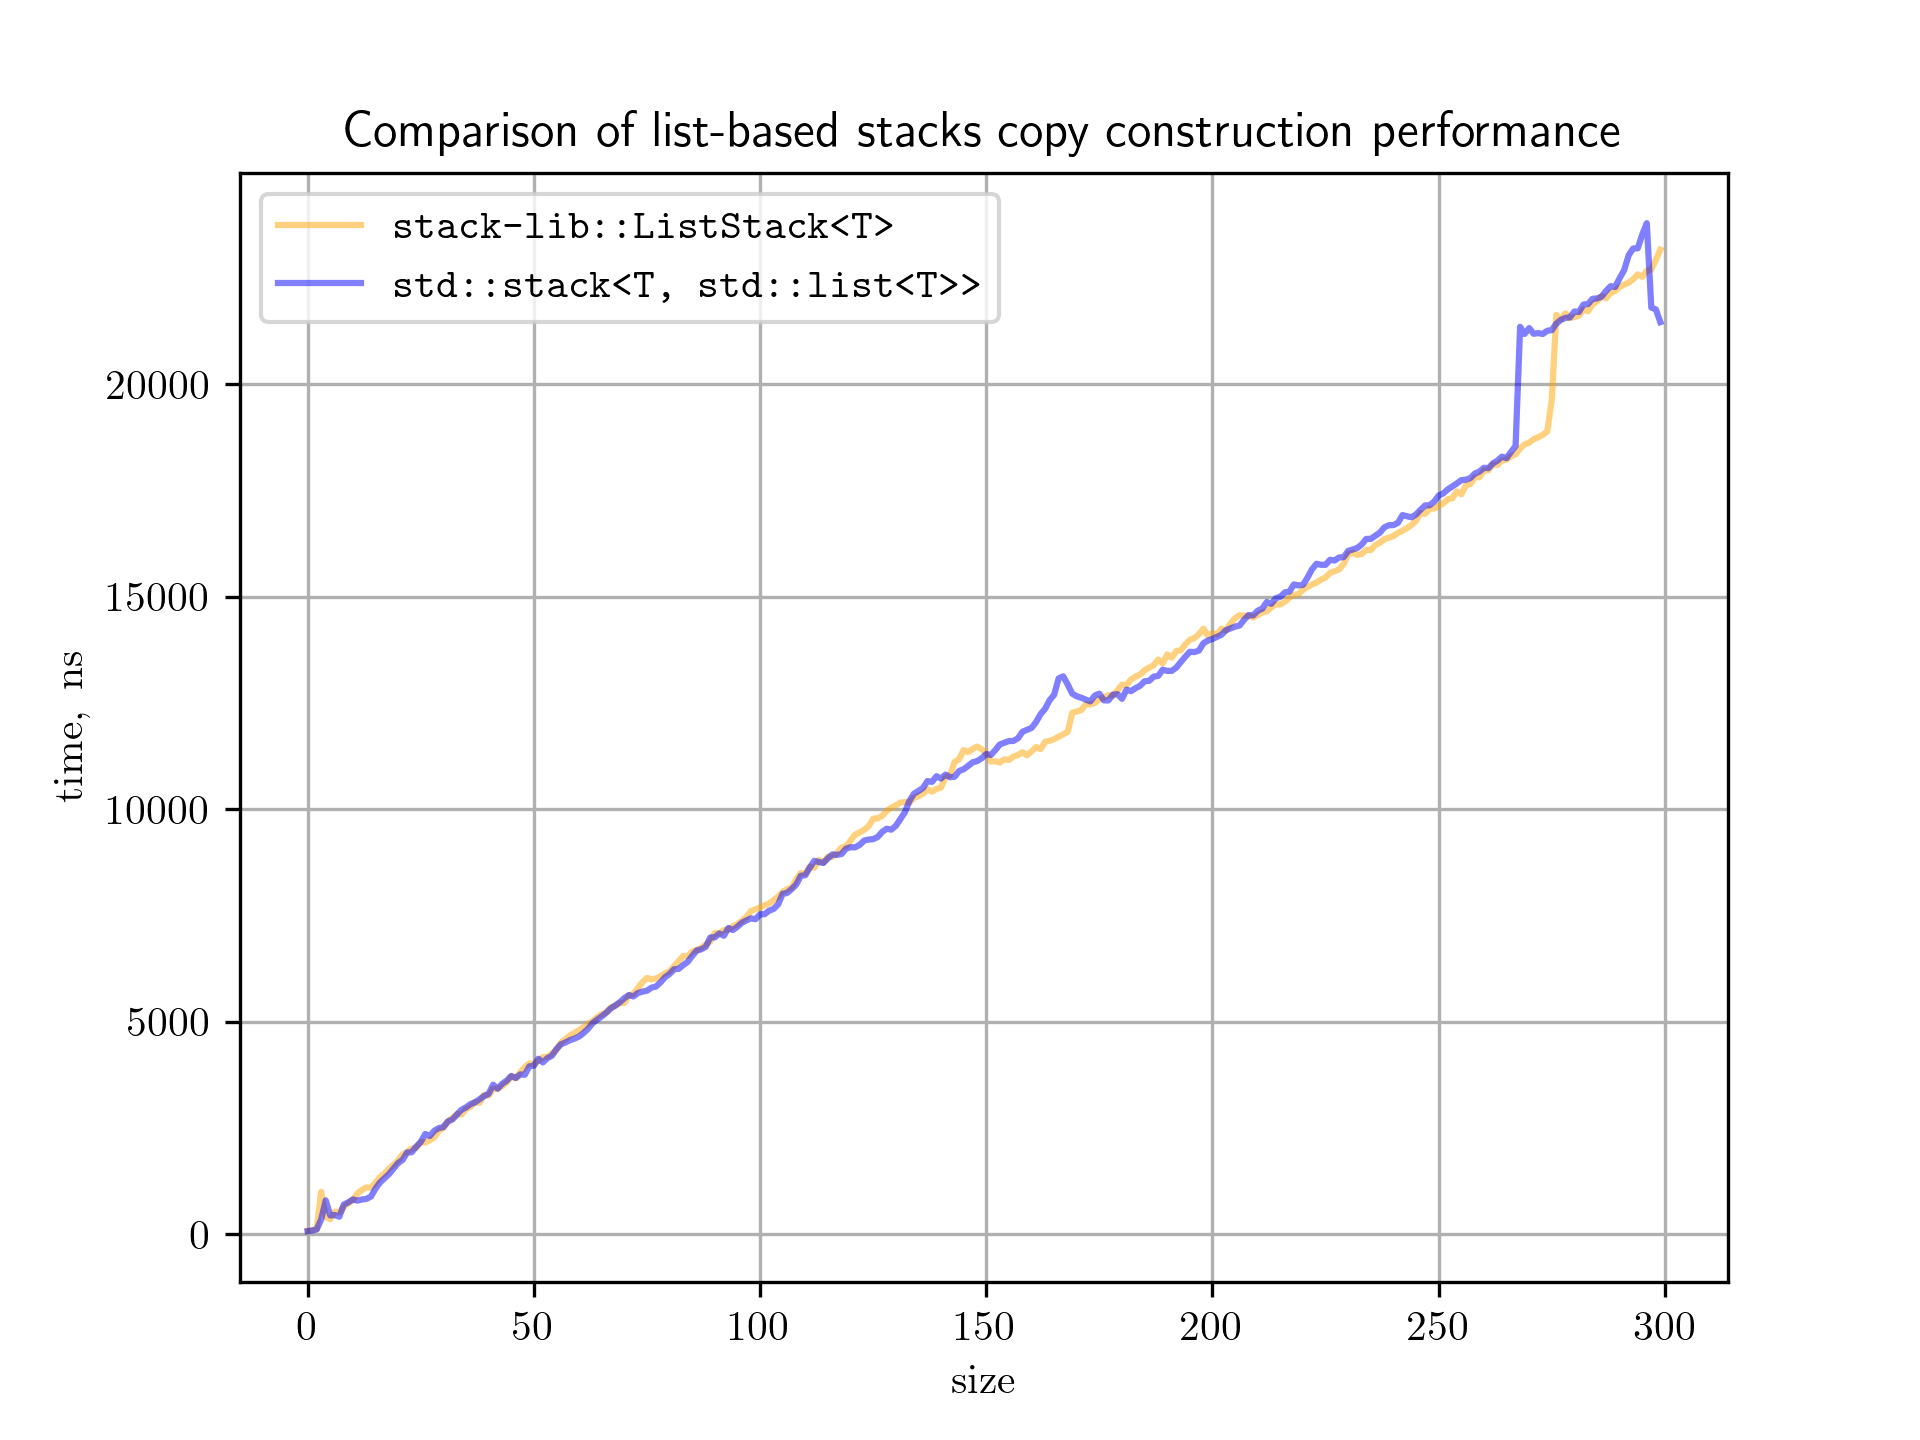 Comparison of list-based stacks copy construction performance
stack-lib::ListStack<T>
std::stack<T, std::list<T>>
20000
15000
10000
5000
0
time, ns
0 50 100 150 200 250 300
size